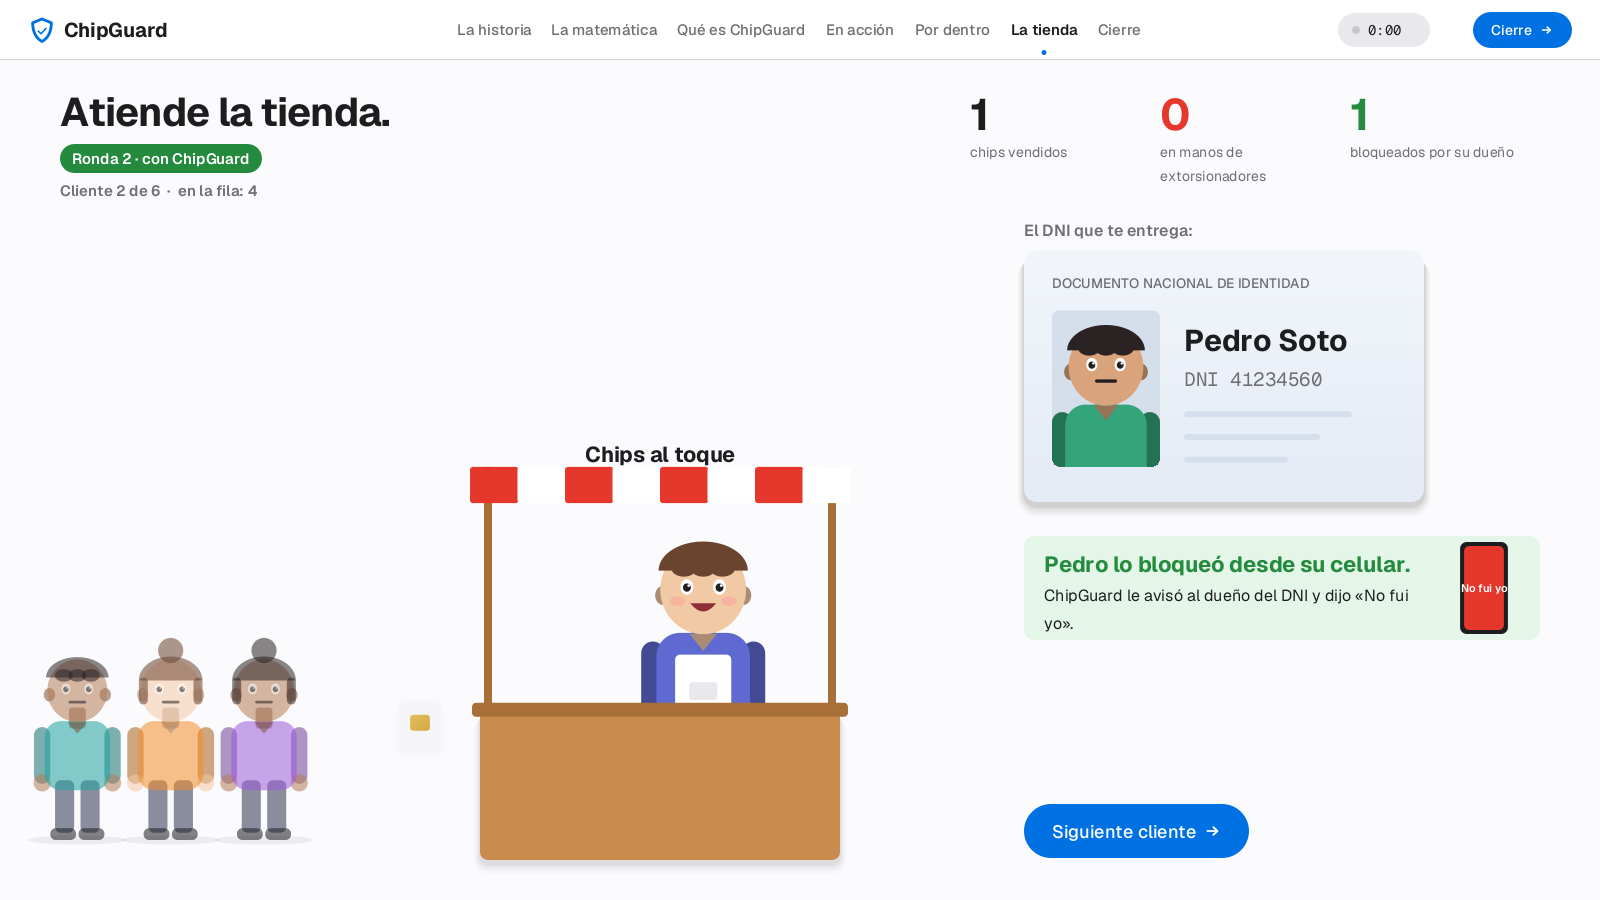 ChipGuard
La historia
La matemática
Qué es ChipGuard
En acción
Por dentro
La tienda
Cierre
0:00
Cierre →
Atiende la tienda.
Ronda 2 · con ChipGuard
Cliente 2 de 6 · en la fila: 4
1
chips vendidos
0
en manos de
extorsionadores
1
bloqueados por su dueño
El DNI que te entrega:
DOCUMENTO NACIONAL DE IDENTIDAD
Pedro Soto
DNI 41234560
Chips al toque
Pedro lo bloqueó desde su celular.
ChipGuard le avisó al dueño del DNI y dijo «No fui
yo».
No fui yo
Siguiente cliente →